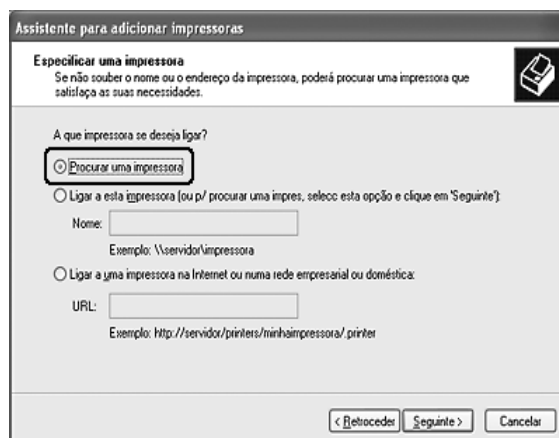 Assistente para adicionar impressoras
Especificar uma impressora
Se não souber o nome ou o endereço da impressora, poderá procurar uma impressora que
satisfaça as suas necessidades.
A que impressora se deseja ligar?
Procurar uma impressora
Ligar a esta impressora (ou p/ procurar uma impres, selecc esta opção e clique em 'Seguinte'):
Nome:
Exemplo: \\servidor\impressora
Ligar a uma impressora na Internet ou numa rede empresarial ou doméstica:
URL:
Exemplo: http://servidor/printers/minhaimpressora/.printer
< Retroceder Seguinte > Cancelar